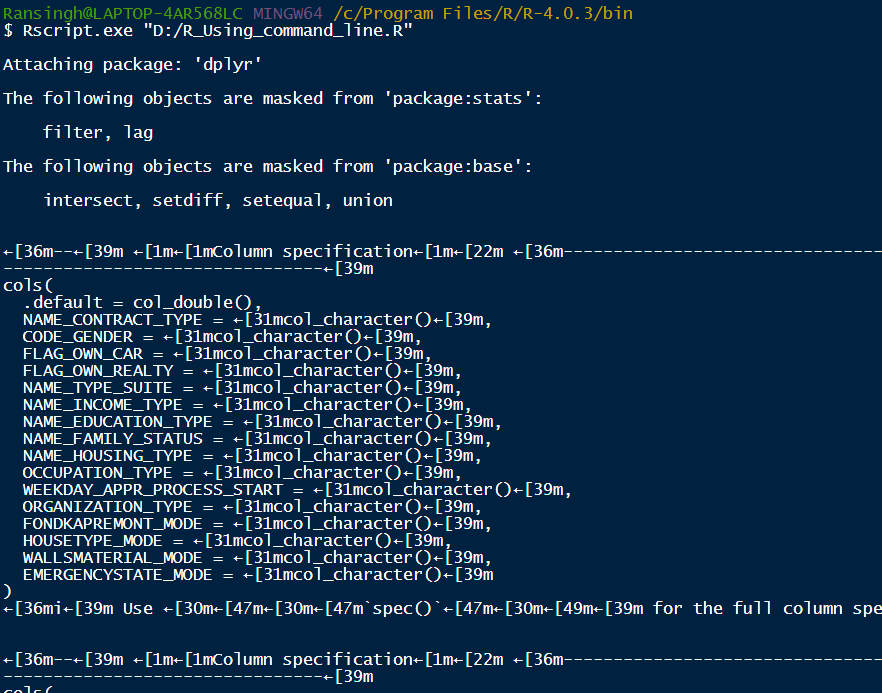 Ransingh@LAPTOP-4AR568LC MINGW64 /c/Program Files/R/R-4.0.3/bin
$ Rscript.exe "D:/R_Using_command_line.R"
Attaching package: 'dplyr'
The following objects are masked from 'package:stats':
    filter, lag
The following objects are masked from 'package:base':
    intersect, setdiff, setequal, union
←[36m--←[39m ←[1m←[1mColumn specification←[1m←[22m ←[36m--------------------------------
--------------------------------←[39m
cols(
  .default = col_double(),
  NAME_CONTRACT_TYPE = ←[31mcol_character()←[39m,
  CODE_GENDER = ←[31mcol_character()←[39m,
  FLAG_OWN_CAR = ←[31mcol_character()←[39m,
  FLAG_OWN_REALTY = ←[31mcol_character()←[39m,
  NAME_TYPE_SUITE = ←[31mcol_character()←[39m,
  NAME_INCOME_TYPE = ←[31mcol_character()←[39m,
  NAME_EDUCATION_TYPE = ←[31mcol_character()←[39m,
  NAME_FAMILY_STATUS = ←[31mcol_character()←[39m,
  NAME_HOUSING_TYPE = ←[31mcol_character()←[39m,
  OCCUPATION_TYPE = ←[31mcol_character()←[39m,
  WEEKDAY_APPR_PROCESS_START = ←[31mcol_character()←[39m,
  ORGANIZATION_TYPE = ←[31mcol_character()←[39m,
  FONDKAPREMONT_MODE = ←[31mcol_character()←[39m,
  HOUSETYPE_MODE = ←[31mcol_character()←[39m,
  WALLSMATERIAL_MODE = ←[31mcol_character()←[39m,
  EMERGENCYSTATE_MODE = ←[31mcol_character()←[39m
)
←[36mi←[39m Use ←[30m←[47m←[30m←[47m`spec()`←[47m←[30m←[49m←[39m for the full column spe
←[36m--←[39m ←[1m←[1mColumn specification←[1m←[22m ←[36m--------------------------------
--------------------------------←[39m
cols(